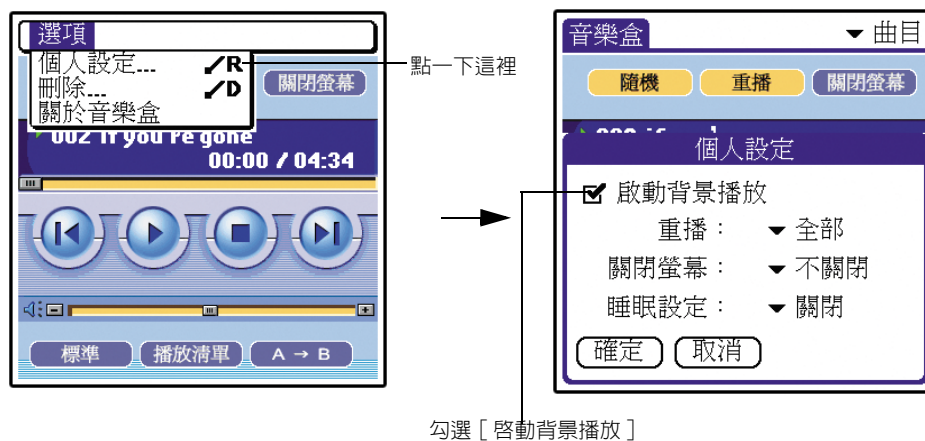 選項
個人設定... ⁄R
刪除... ⁄D
關於音樂盒
關閉螢幕
002 If you're gone
00:00 / 04:34
標準
播放清單
A → B
點一下這裡
音樂盒
曲目
隨機
重播
關閉螢幕
個人設定
啟動背景播放
重播：
全部
關閉螢幕：
不關閉
睡眠設定：
關閉
確定
取消
勾選［啓動背景播放］